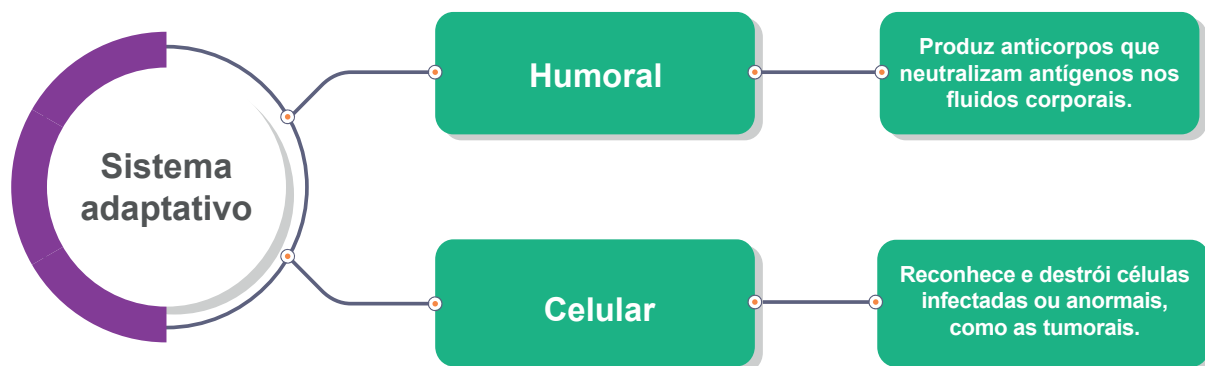 Sistema
adaptativo
Humoral
Produz anticorpos que
neutralizam antígenos nos
fluidos corporais.
Celular
Reconhece e destrói células
infectadas ou anormais,
como as tumorais.